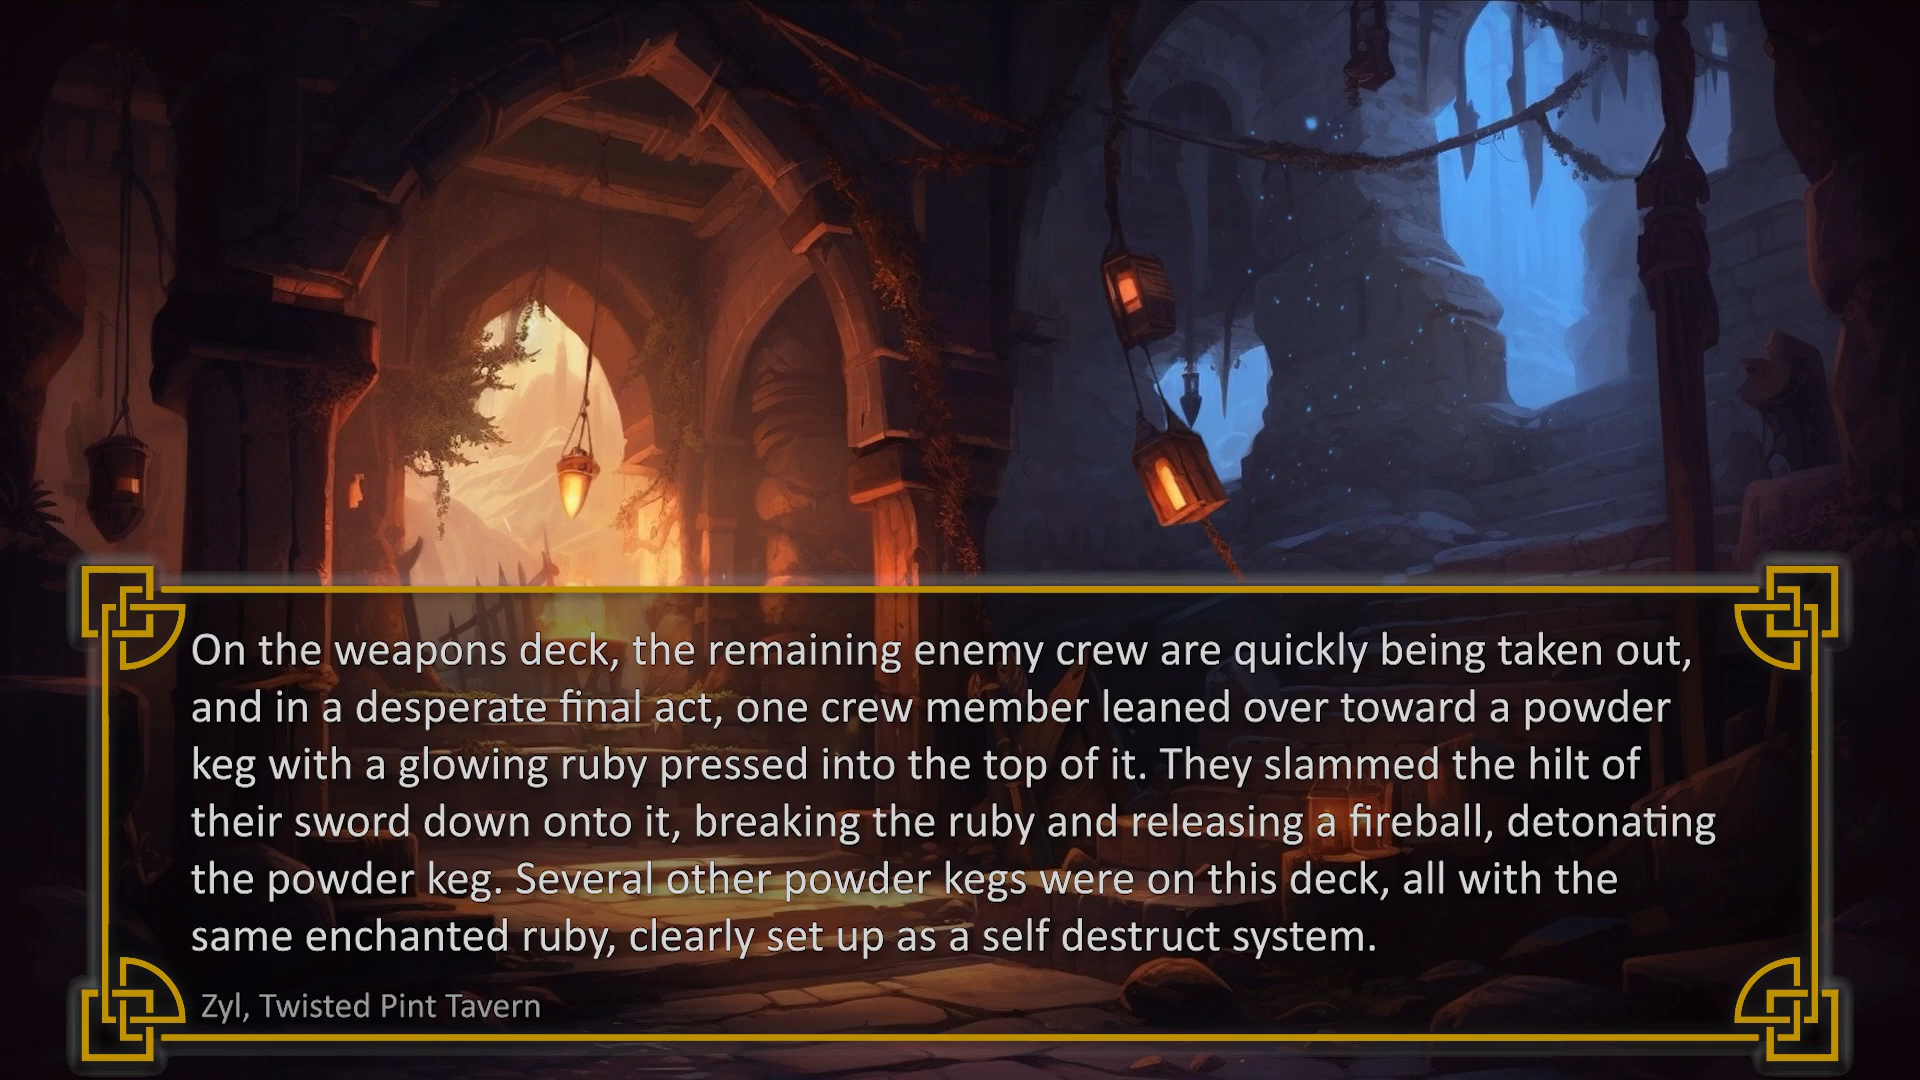 On the weapons deck, the remaining enemy crew are quickly being taken out,
and in a desperate final act, one crew member leaned over toward a powder
keg with a glowing ruby pressed into the top of it. They slammed the hilt of
their sword down onto it, breaking the ruby and releasing a fireball, detonating
the powder keg. Several other powder kegs were on this deck, all with the
same enchanted ruby, clearly set up as a self destruct system.
Zyl, Twisted Pint Tavern